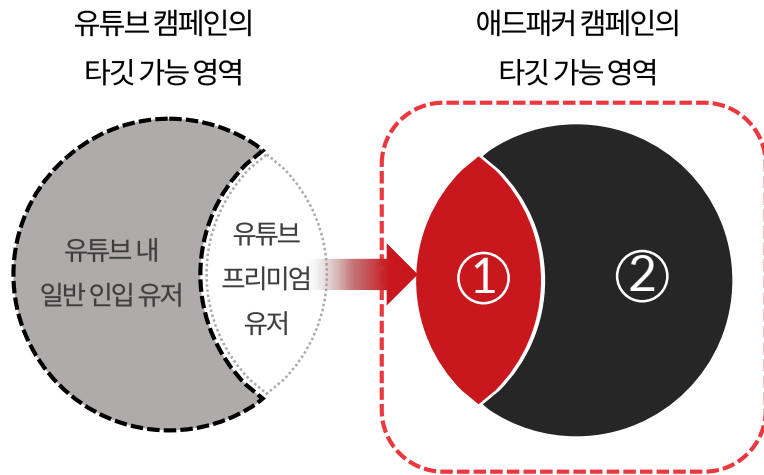 유튜브 캠페인의
타깃 가능 영역
애드패커 캠페인의
타깃 가능 영역
유튜브 내
일반 인입 유저
유튜브
프리미엄
유저
①
②